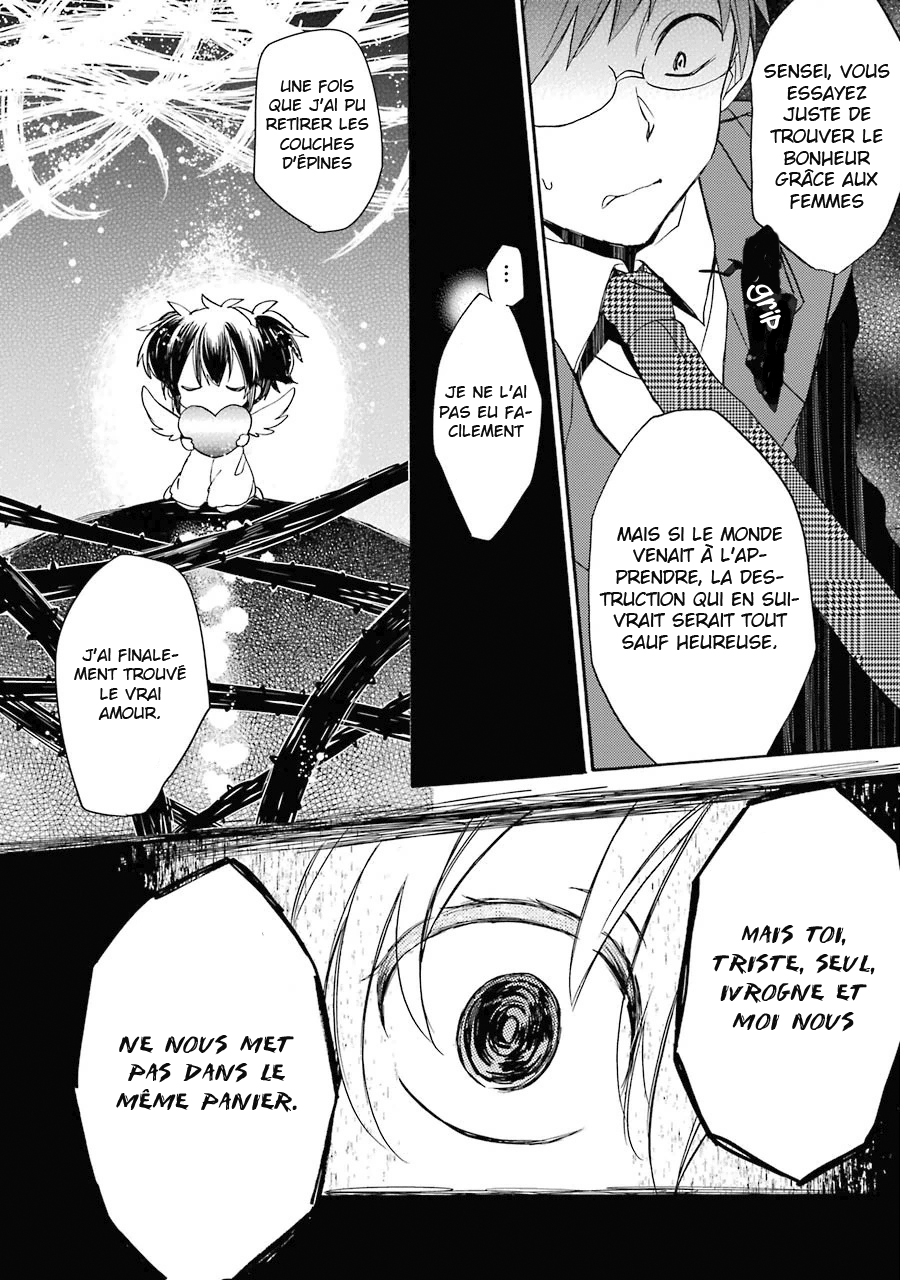 SENSEI, VOUS
ESSAYEZ
JUSTE DE
TROUVER LE
BONHEUR
GRÂCE AUX
FEMMES
grip
MAIS SI LE MONDE
VENAIT À L'AP-
PRENDRE, LA DES-
TRUCTION QUI EN SUI-
VRAIT SERAIT TOUT
SAUF HEUREUSE.
...
JE NE L'AI
PAS EU FA-
CILEMENT
UNE FOIS
QUE J'AI PU
RETIRER LES
COUCHES
D'ÉPINES
J'AI FINALE-
MENT TROUVÉ
LE VRAI
AMOUR.
MAIS TOI,
TRISTE, SEUL,
IVROGNE ET
MOI NOUS
NE NOUS MET
PAS DANS LE
MÊME PANIER.